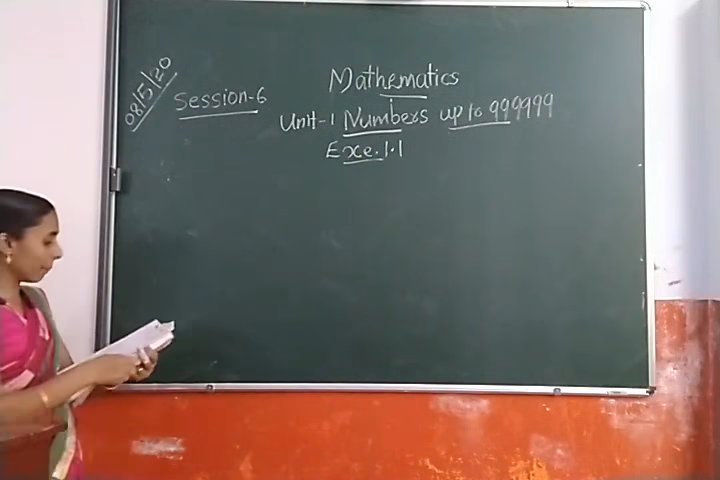 08/5/20
Session-6
Mathematics
Unit-1 Numbers up to 999999
Exe.1.1